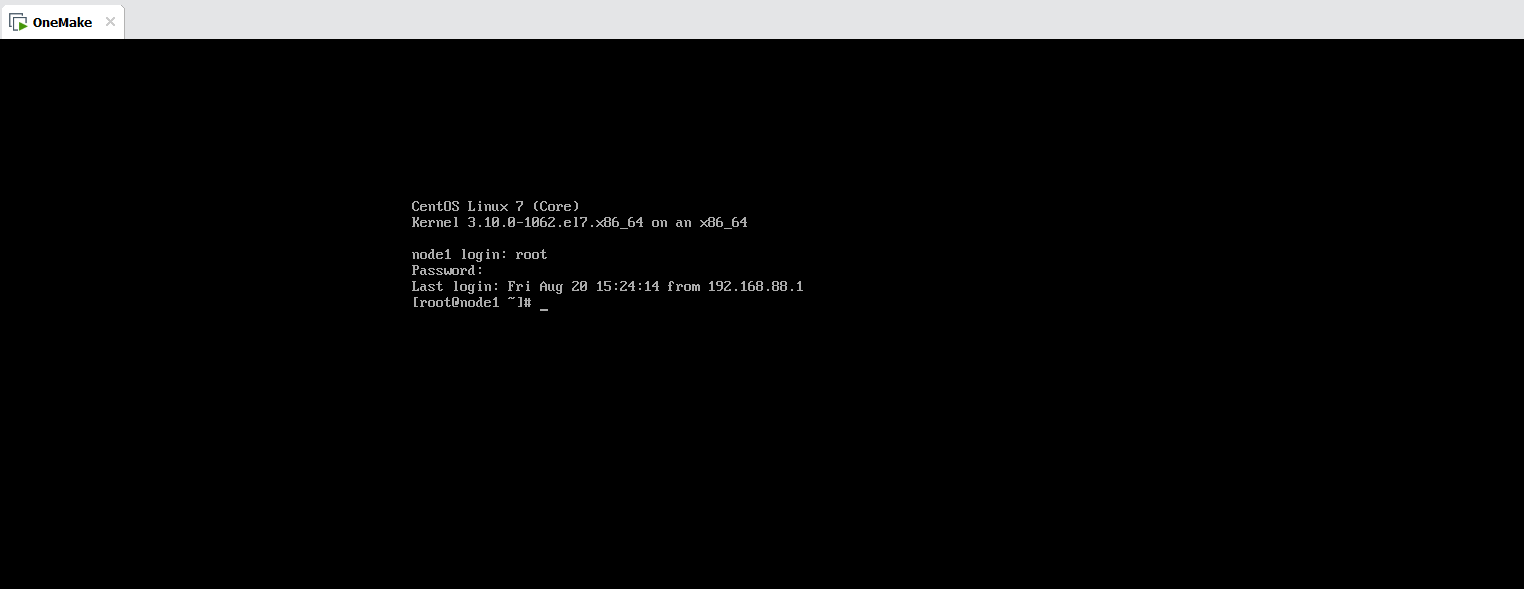 OneMake
CentOS Linux 7 (Core)
Kernel 3.10.0-1062.el7.x86_64 on an x86_64
node1 login: root
Password:
Last login: Fri Aug 20 15:24:14 from 192.168.88.1
[root@node1 ~]# _